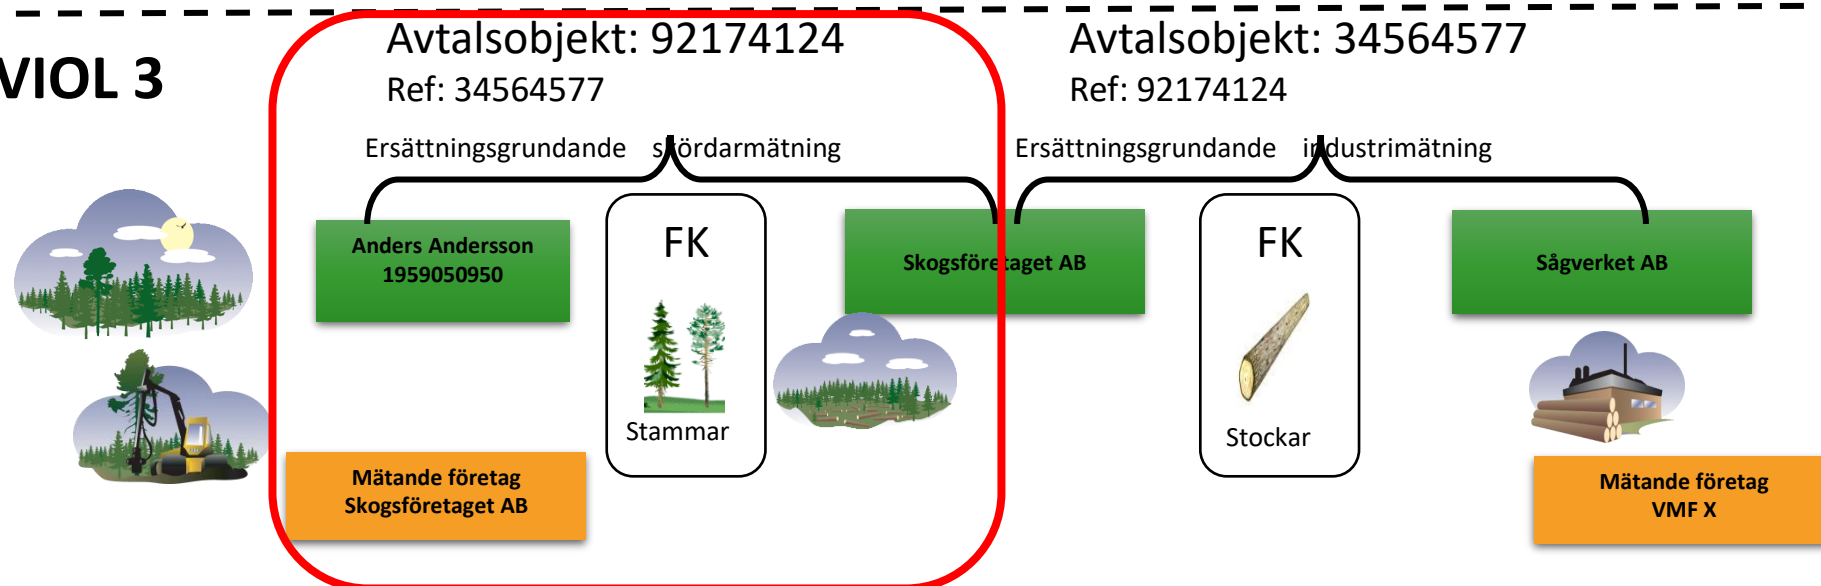 VIOL 3
Avtalsobjekt: 92174124
Ref: 34564577
Ersättningsgrundande skördarmätning
Anders Andersson
1959050950
FK
Stammar
Skogsföretaget AB
Mätande företag
Skogsföretaget AB
Avtalsobjekt: 34564577
Ref: 92174124
Ersättningsgrundande industrimätning
FK
Stockar
Sågverket AB
Mätande företag
VMF X